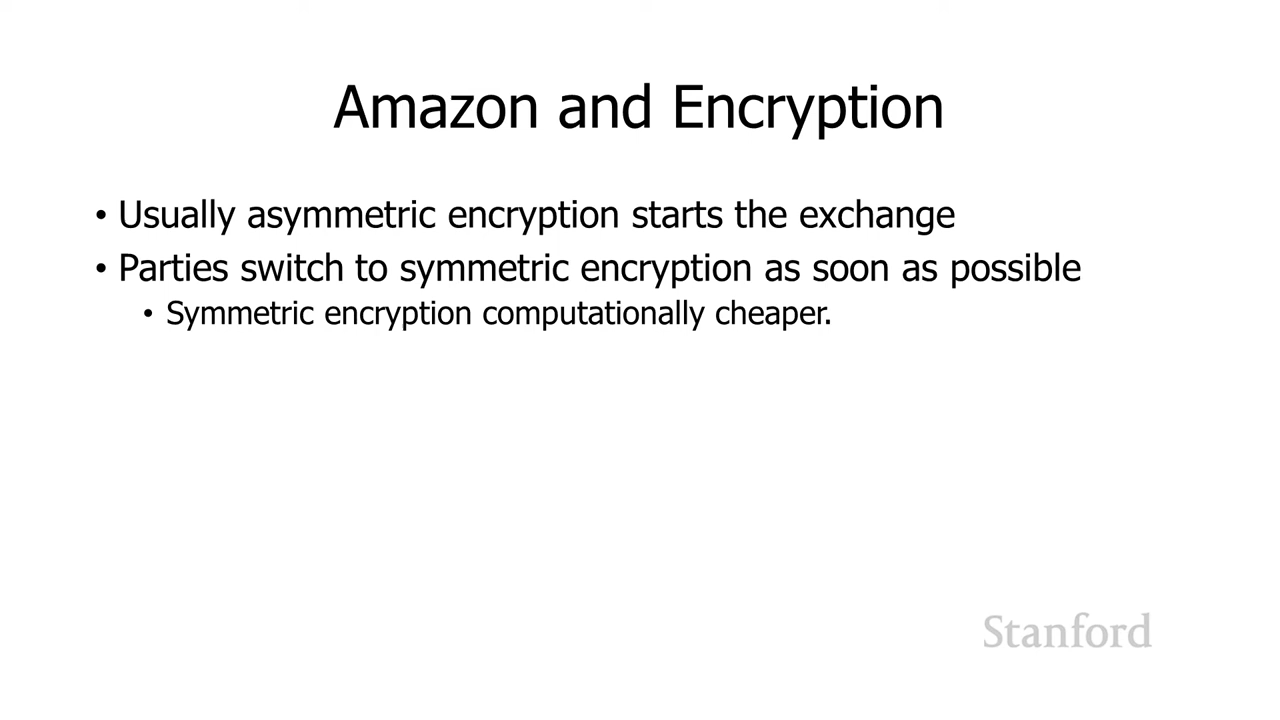 Amazon and Encryption
• Usually asymmetric encryption starts the exchange
• Parties switch to symmetric encryption as soon as possible
• Symmetric encryption computationally cheaper.
Stanford